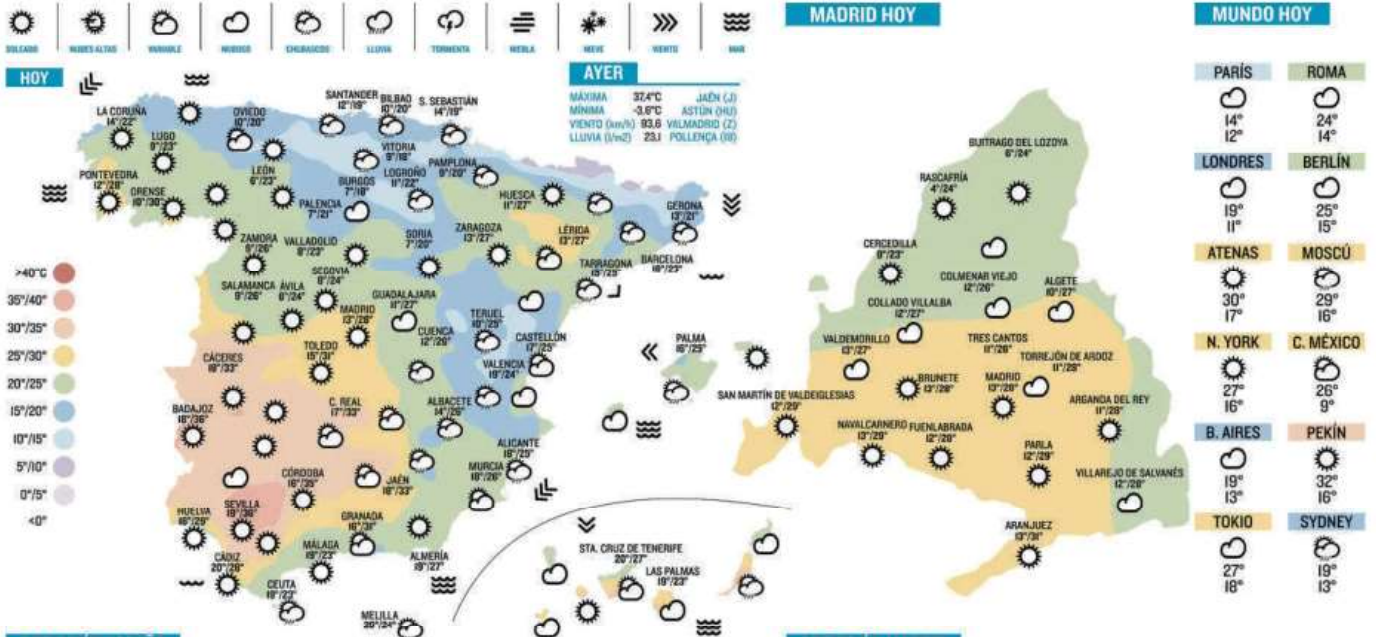 SOLEADO
NUBES ALTAS
VARIABLE
NUBOSO
CHUBASCOS
LLUVIA
TORMENTA
NIEBLA
NIEVE
VIENTO
MAR
HOY
AYER
MÁXIMA 37,4°C JAÉN (J)
MÍNIMA -3,6°C ASTÚN (HU)
VIENTO (km/h) 93,6 VALMADRID (Z)
LLUVIA (l/m2) 23,1 POLLENÇA (IB)
LA CORUÑA
14°/22°
LUGO
9°/23°
OVIEDO
10°/20°
SANTANDER
12°/19°
BILBAO
10°/20°
S. SEBASTIÁN
14°/19°
VITORIA
9°/18°
PAMPLONA
9°/20°
PONTEVEDRA
12°/28°
ORENSE
10°/30°
LEÓN
6°/23°
BURGOS
7°/18°
LOGROÑO
11°/22°
PALENCIA
7°/21°
HUESCA
11°/27°
GERONA
13°/21°
ZAMORA
9°/26°
VALLADOLID
8°/23°
SORIA
7°/20°
ZARAGOZA
13°/27°
LÉRIDA
13°/27°
BARCELONA
16°/23°
TARRAGONA
15°/25°
SALAMANCA
9°/26°
ÁVILA
6°/24°
SEGOVIA
8°/24°
GUADALAJARA
11°/27°
MADRID
13°/28°
CUENCA
12°/26°
TERUEL
10°/25°
CASTELLÓN
17°/25°
TOLEDO
15°/31°
CÁCERES
18°/33°
VALENCIA
19°/24°
PALMA
16°/25°
BADAJOZ
16°/36°
C. REAL
17°/33°
ALBACETE
14°/26°
ALICANTE
18°/25°
MURCIA
18°/26°
CÓRDOBA
16°/35°
JAÉN
18°/33°
HUELVA
16°/29°
SEVILLA
19°/36°
GRANADA
16°/31°
CÁDIZ
20°/26°
MÁLAGA
19°/23°
ALMERÍA
19°/27°
CEUTA
18°/23°
MELILLA
20°/24°
STA. CRUZ DE TENERIFE
20°/27°
LAS PALMAS
19°/23°
>40°C
35°/40°
30°/35°
25°/30°
20°/25°
15°/20°
10°/15°
5°/10°
0°/5°
<0°
MADRID HOY
BUITRAGO DEL LOZOYA
6°/24°
RASCAFRÍA
4°/24°
CERCEDILLA
9°/23°
COLMENAR VIEJO
12°/26°
ALGETE
10°/27°
COLLADO VILLALBA
12°/27°
VALDEMORILLO
13°/27°
TRES CANTOS
11°/26°
TORREJÓN DE ARDOZ
11°/28°
BRUNETE
13°/28°
MADRID
13°/28°
SAN MARTÍN DE VALDEIGLESIAS
12°/29°
ARGANDA DEL REY
11°/28°
NAVALCARNERO
13°/29°
FUENLABRADA
12°/28°
PARLA
12°/29°
VILLAREJO DE SALVANÉS
12°/28°
ARANJUEZ
13°/31°
MUNDO HOY
PARÍS
14°
12°
ROMA
24°
14°
LONDRES
19°
11°
BERLÍN
25°
15°
ATENAS
30°
17°
MOSCÚ
29°
16°
N. YORK
27°
16°
C. MÉXICO
26°
9°
B. AIRES
19°
13°
PEKÍN
32°
16°
TOKIO
27°
18°
SYDNEY
19°
13°